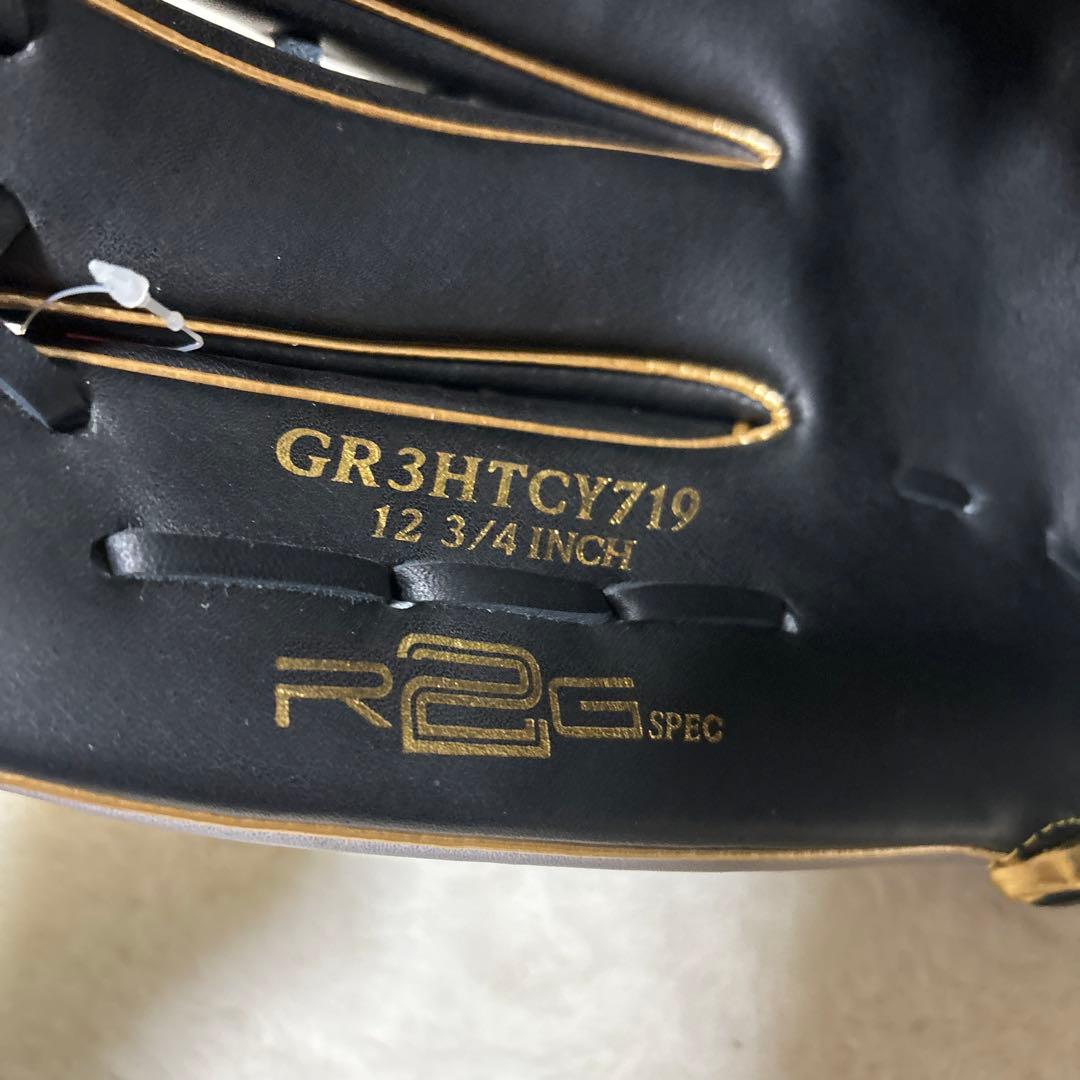 GR3HTCY719
12 3/4 INCH
R2G SPEC